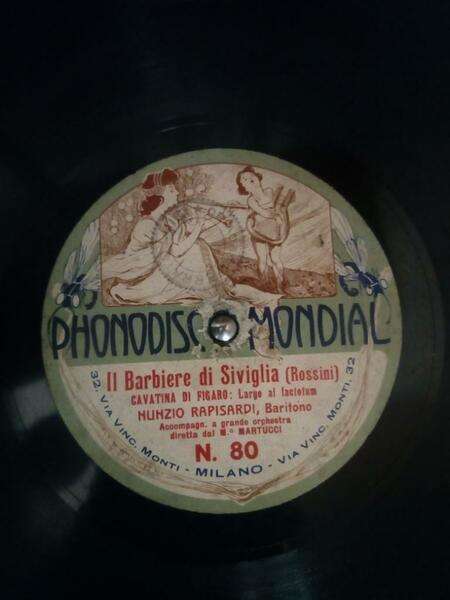 PHONODISCO MONDIAL
Il Barbiere di Siviglia (Rossini)
CAVATINA DI FIGARO: Largo al factotum
NUNZIO RAPISARDI, Baritono
Accompagn. a grande orchestra
diretta dal M.º MARTUCCI
N. 80
32, VIA VINC. MONTI - MILANO - VIA VINC. MONTI, 32